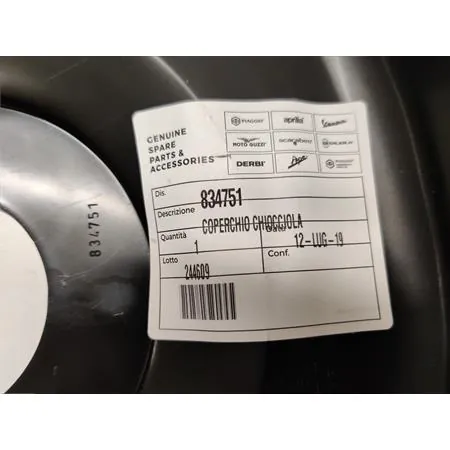 GENUINE
SPARE
PARTS &
ACCESSORIES
PIAGGIO aprilia Vespa
MOTO GUZZI scarabeo GILERA
DERBI Ape
Dis. 834751
Descrizione COPERCHIO CHIOCCIOLA
Quantità 1 Data 12-LUG-19
Lotto 244609 Conf.
834751